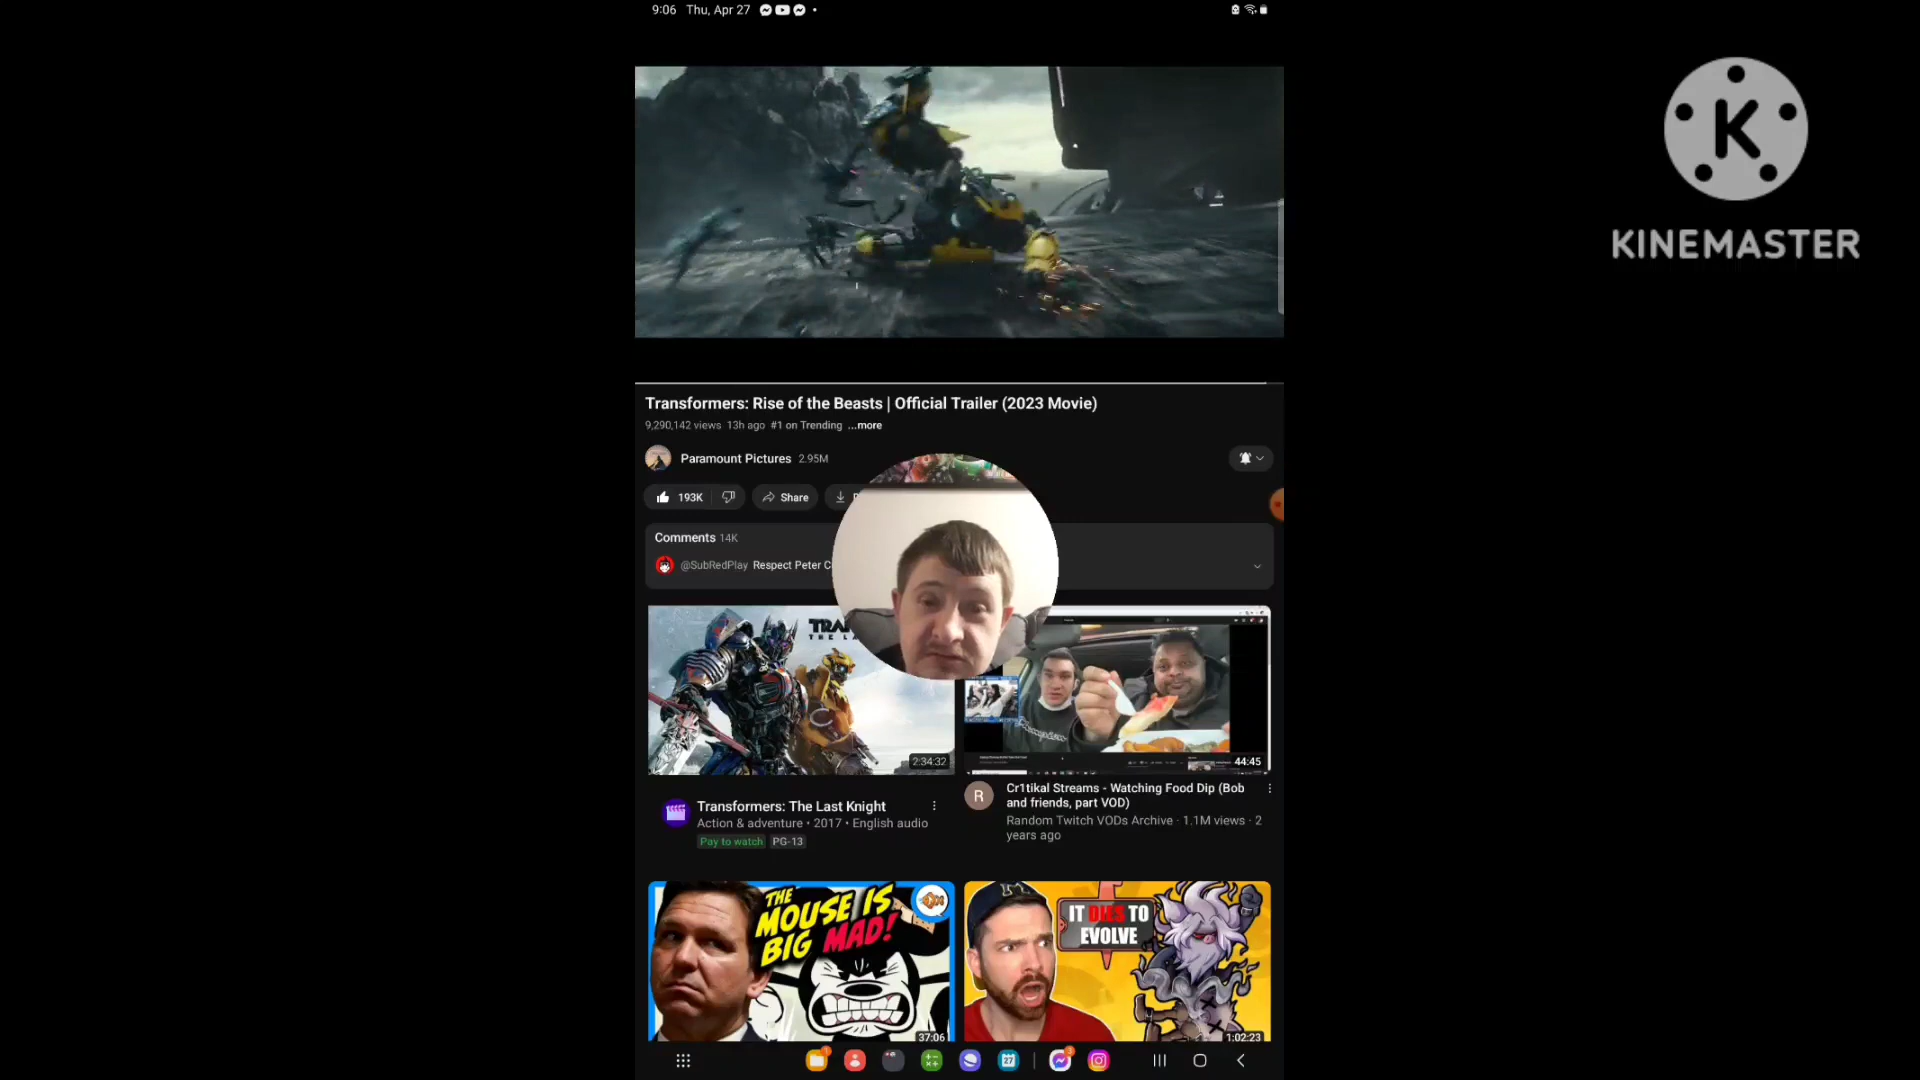 9:06 Thu, Apr 27
K
KINEMASTER
Transformers: Rise of the Beasts | Official Trailer (2023 Movie)
9,290,142 views 13h ago #1 on Trending ...more
Paramount Pictures 2.95M
193K Share
Comments 14K
@SubRedPlay Respect Peter C
2:34:32
44:45
Transformers: The Last Knight
Action & adventure • 2017 • English audio
Pay to watch PG-13
R
Cr1tikal Streams - Watching Food Dip (Bob
and friends, part VOD)
Random Twitch VODs Archive · 1.1M views · 2
years ago
THE
MOUSE IS
BIG MAD!
37:06
IT DIES TO
EVOLVE
1:02:23
27